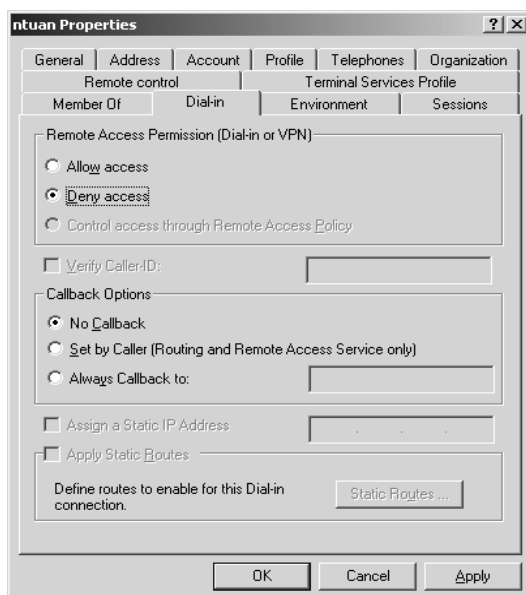 ntuan Properties
General Address Account Profile Telephones Organization
Remote control Terminal Services Profile
Member Of Dial-in Environment Sessions
Remote Access Permission (Dial-in or VPN)
Allow access
Deny access
Control access through Remote Access Policy
Verify Caller-ID:
Callback Options
No Callback
Set by Caller (Routing and Remote Access Service only)
Always Callback to:
Assign a Static IP Address
Apply Static Routes
Define routes to enable for this Dial-in
connection.
Static Routes ...
OK Cancel Apply